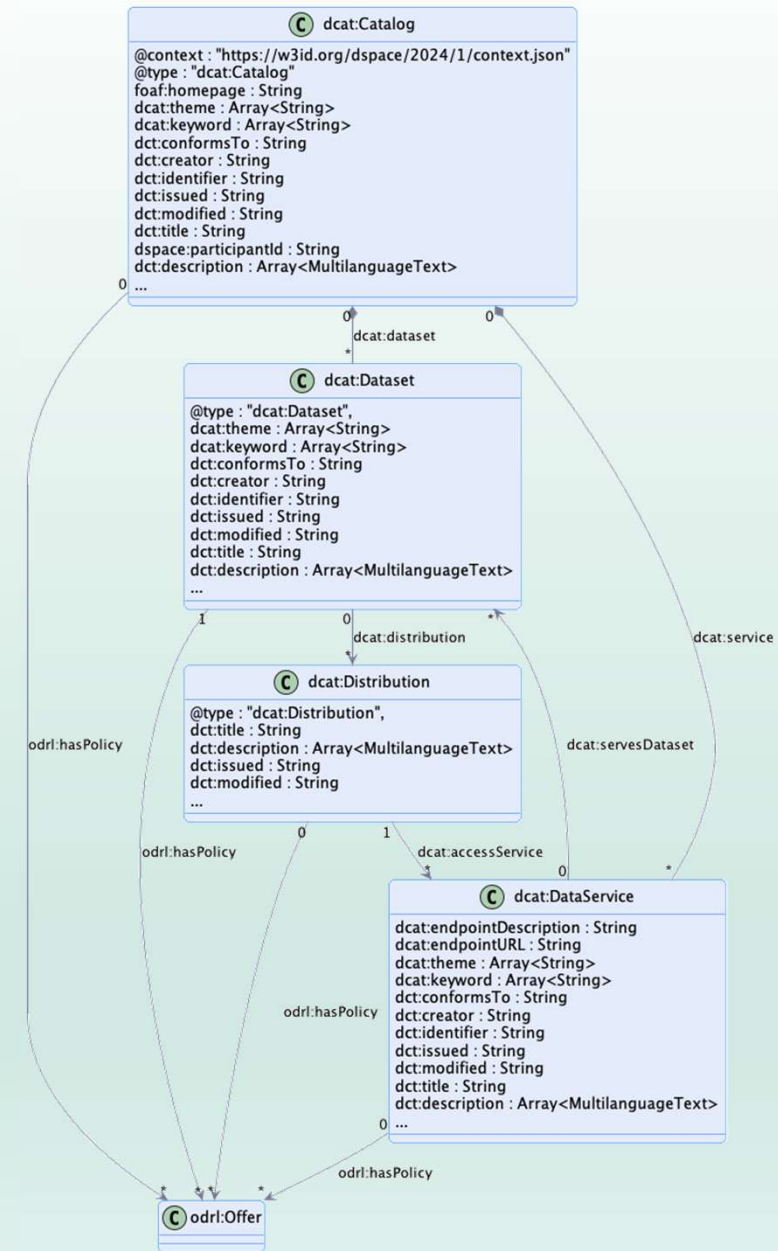 C dcat:Catalog
@context : "https://w3id.org/dspace/2024/1/context.json"
@type : "dcat:Catalog"
foaf:homepage : String
dcat:theme : Array<String>
dcat:keyword : Array<String>
dct:conformsTo : String
dct:creator : String
dct:identifier : String
dct:issued : String
dct:modified : String
dct:title : String
dspace:participantId : String
dct:description : Array<MultilanguageText>
0 ...
0 0
dcat:dataset
*
C dcat:Dataset
@type : "dcat:Dataset",
dcat:theme : Array<String>
dcat:keyword : Array<String>
dct:conformsTo : String
dct:creator : String
dct:identifier : String
dct:issued : String
dct:modified : String
dct:title : String
dct:description : Array<MultilanguageText>
...
1 0 *
dcat:distribution dcat:service
*
C dcat:Distribution
@type : "dcat:Distribution",
dct:title : String
dct:description : Array<MultilanguageText>
odrl:hasPolicy dcat:servesDataset
dct:issued : String
dct:modified : String
...
0 1
odrl:hasPolicy dcat:accessService
* 0 *
C dcat:DataService
dcat:endpointDescription : String
dcat:endpointURL : String
dcat:theme : Array<String>
dcat:keyword : Array<String>
dct:conformsTo : String
odrl:hasPolicy
dct:creator : String
dct:identifier : String
dct:issued : String
dct:modified : String
dct:title : String
dct:description : Array<MultilanguageText>
0 ...
odrl:hasPolicy
* * * *
C odrl:Offer